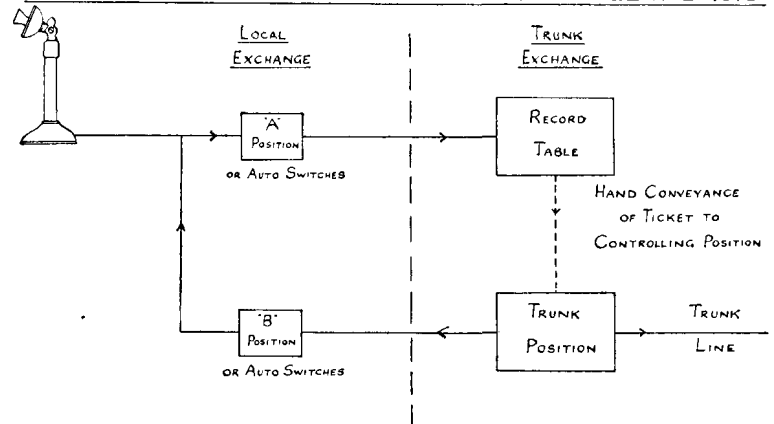 LOCAL
EXCHANGE
TRUNK
EXCHANGE
"A"
POSITION
OR AUTO SWITCHES
RECORD
TABLE
HAND CONVEYANCE
OF TICKET TO
CONTROLLING POSITION
"B"
POSITION
OR AUTO SWITCHES
TRUNK
POSITION
TRUNK
LINE